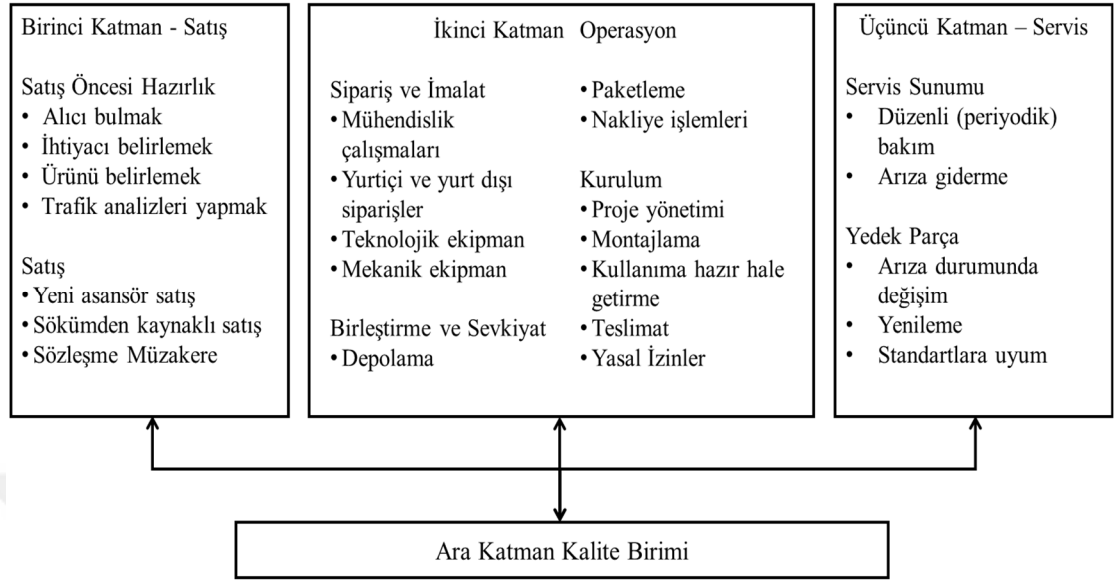 Birinci Katman - Satış
Satış Öncesi Hazırlık
• Alıcı bulmak
• İhtiyacı belirlemek
• Ürünü belirlemek
• Trafik analizleri yapmak
Satış
• Yeni asansör satış
• Sökümden kaynaklı satış
• Sözleşme Müzakere
İkinci Katman Operasyon
Sipariş ve İmalat
• Mühendislik
çalışmaları
• Yurtiçi ve yurt dışı
siparişler
• Teknolojik ekipman
• Mekanik ekipman
Birleştirme ve Sevkiyat
• Depolama
• Paketleme
• Nakliye işlemleri
Kurulum
• Proje yönetimi
• Montajlama
• Kullanıma hazır hale
getirme
• Teslimat
• Yasal İzinler
Üçüncü Katman – Servis
Servis Sunumu
• Düzenli (periyodik)
bakım
• Arıza giderme
Yedek Parça
• Arıza durumunda
değişim
• Yenileme
• Standartlara uyum
Ara Katman Kalite Birimi